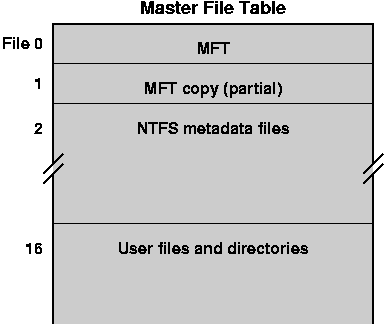 Master File Table
File 0 MFT
1 MFT copy (partial)
2 NTFS metadata files
16 User files and directories